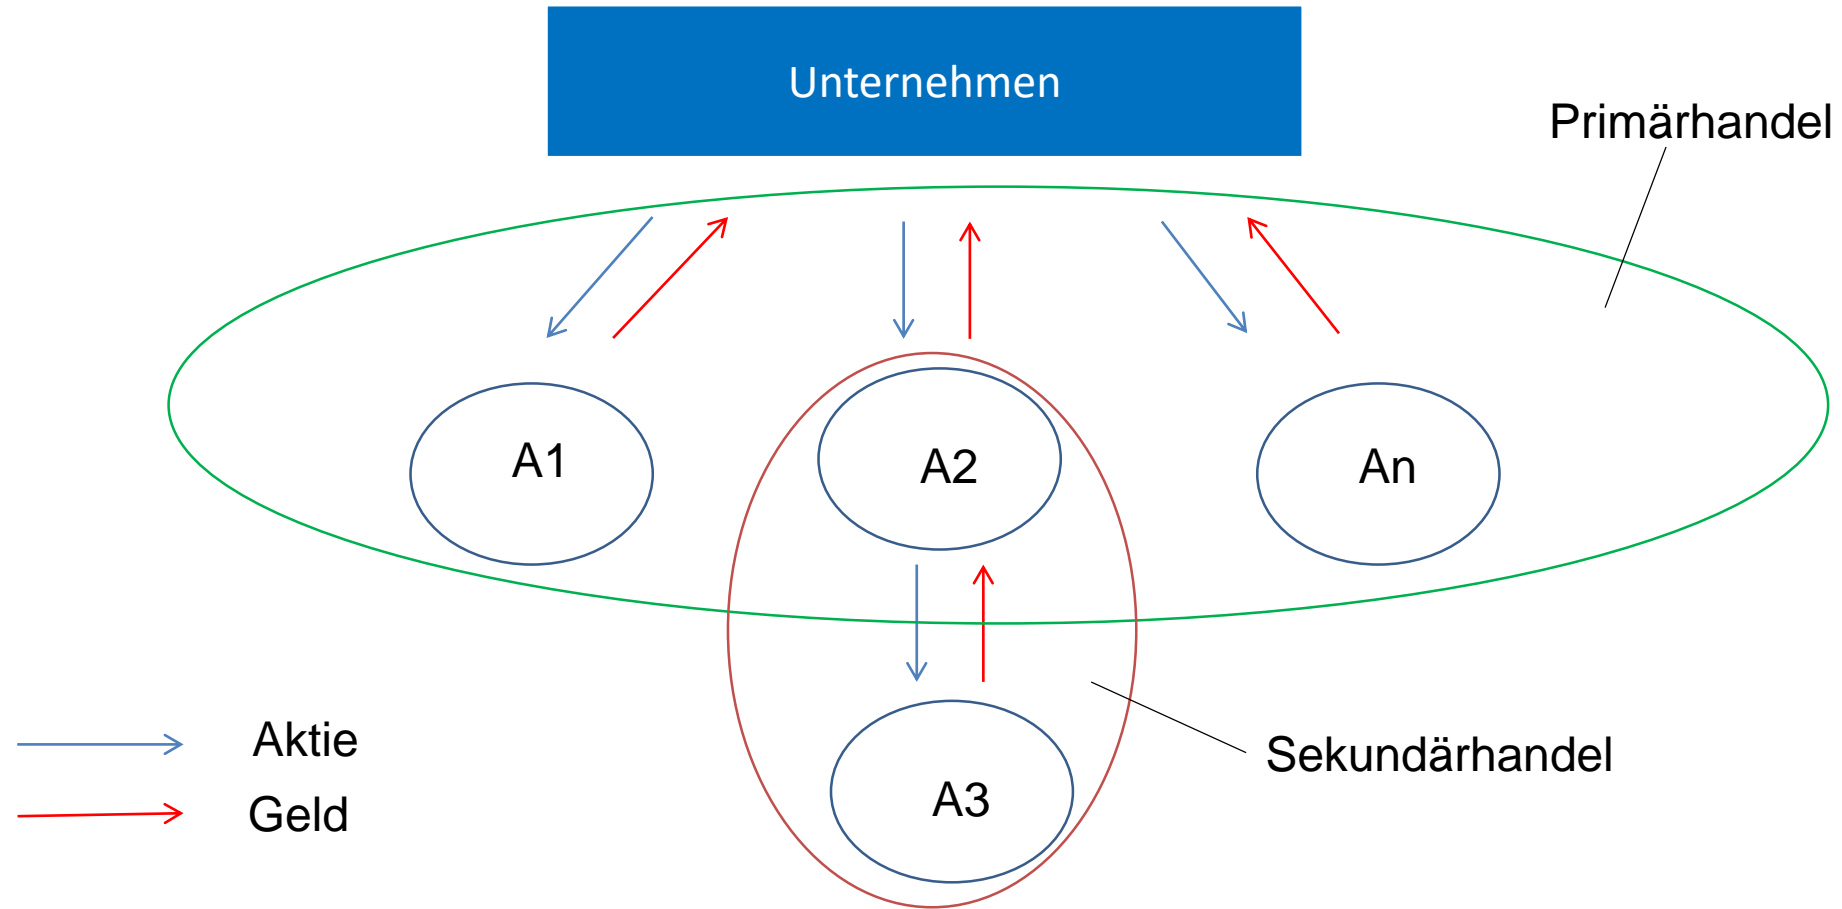 Unternehmen
Primärhandel
A1
A2
An
Aktie
Sekundärhandel
A3
Geld